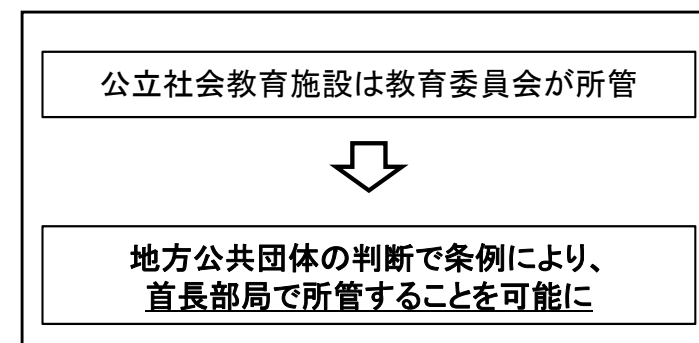 公立社会教育施設は教育委員会が所管
地方公共団体の判断で条例により、
首長部局で所管することを可能に